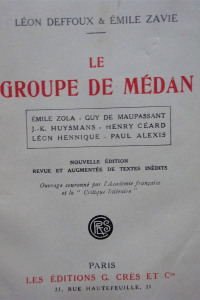 LÉON DEFFOUX & ÉMILE ZAVIE
LE
GROUPE DE MÉDAN
ÉMILE ZOLA - GUY DE MAUPASSANT
J.-K. HUYSMANS - HENRY CÉARD
LÉON HENNIQUE - PAUL ALEXIS
NOUVELLE ÉDITION
REVUE ET AUGMENTÉE DE TEXTES INÉDITS
Ouvrage couronné par l'Académie française
et la "Critique littéraire"
PARIS
LES ÉDITIONS G. CRÈS ET Cie
21, RUE HAUTEFEUILLE, 21